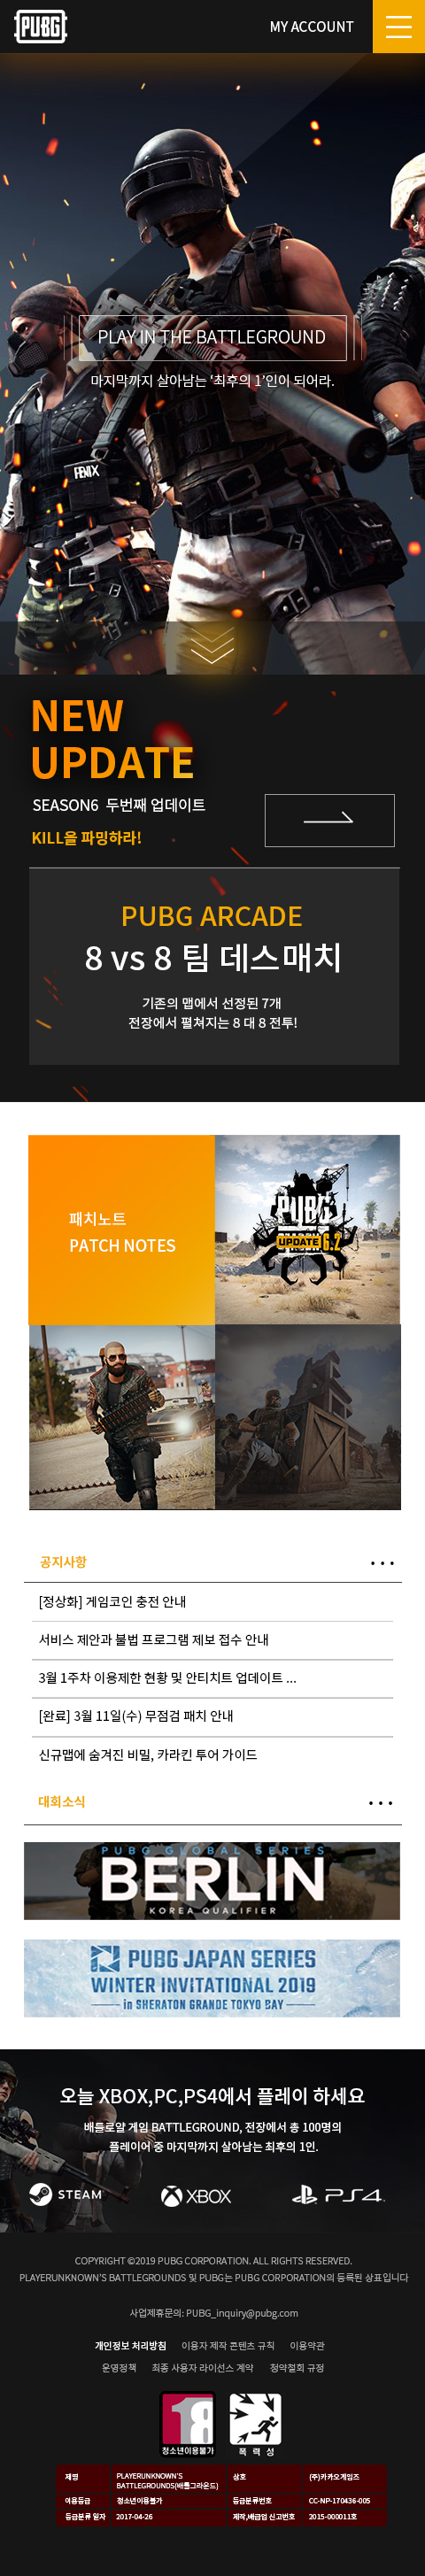 PUBG
MY ACCOUNT
FENIX
PLAY IN THE BATTLEGROUND
마지막까지 살아남는 '최후의 1'인이 되어라.
NEW
UPDATE
SEASON6 두번째 업데이트
KILL을 파밍하라!
PUBG ARCADE
8 vs 8 팀 데스매치
기존의 맵에서 선정된 7개
전장에서 펼쳐지는 8 대 8 전투!
패치노트
PATCH NOTES
PUBG
UPDATE 6.2
공지사항
[정상화] 게임코인 충전 안내
서비스 제안과 불법 프로그램 제보 접수 안내
3월 1주차 이용제한 현황 및 안티치트 업데이트 ...
[완료] 3월 11일(수) 무점검 패치 안내
신규맵에 숨겨진 비밀, 카라킨 투어 가이드
대회소식
PUBG GLOBAL SERIES
BERLIN
KOREA QUALIFIER
PUBG JAPAN SERIES
WINTER INVITATIONAL 2019
in SHERATON GRANDE TOKYO BAY
오늘 XBOX,PC,PS4에서 플레이 하세요
배틀로얄 게임 BATTLEGROUND, 전장에서 총 100명의
플레이어 중 마지막까지 살아남는 최후의 1인.
STEAM XBOX PS4
COPYRIGHT ©2019 PUBG CORPORATION. ALL RIGHTS RESERVED.
PLAYERUNKNOWN'S BATTLEGROUNDS 및 PUBG는 PUBG CORPORATION의 등록된 상표입니다
사업제휴문의: PUBG_inquiry@pubg.com
개인정보 처리방침 이용자 제작 콘텐츠 규칙 이용약관
운영정책 최종 사용자 라이선스 계약 청약철회 규정
18
청소년이용불가 폭력성
제명 PLAYERUNKNOWN'S BATTLEGROUNDS(배틀그라운드) 상호 (주)카카오게임즈
이용등급 청소년이용불가 등급분류번호 CC-NP-170436-005
등급분류 일자 2017-04-26 제작,배급업 신고번호 2015-000011호